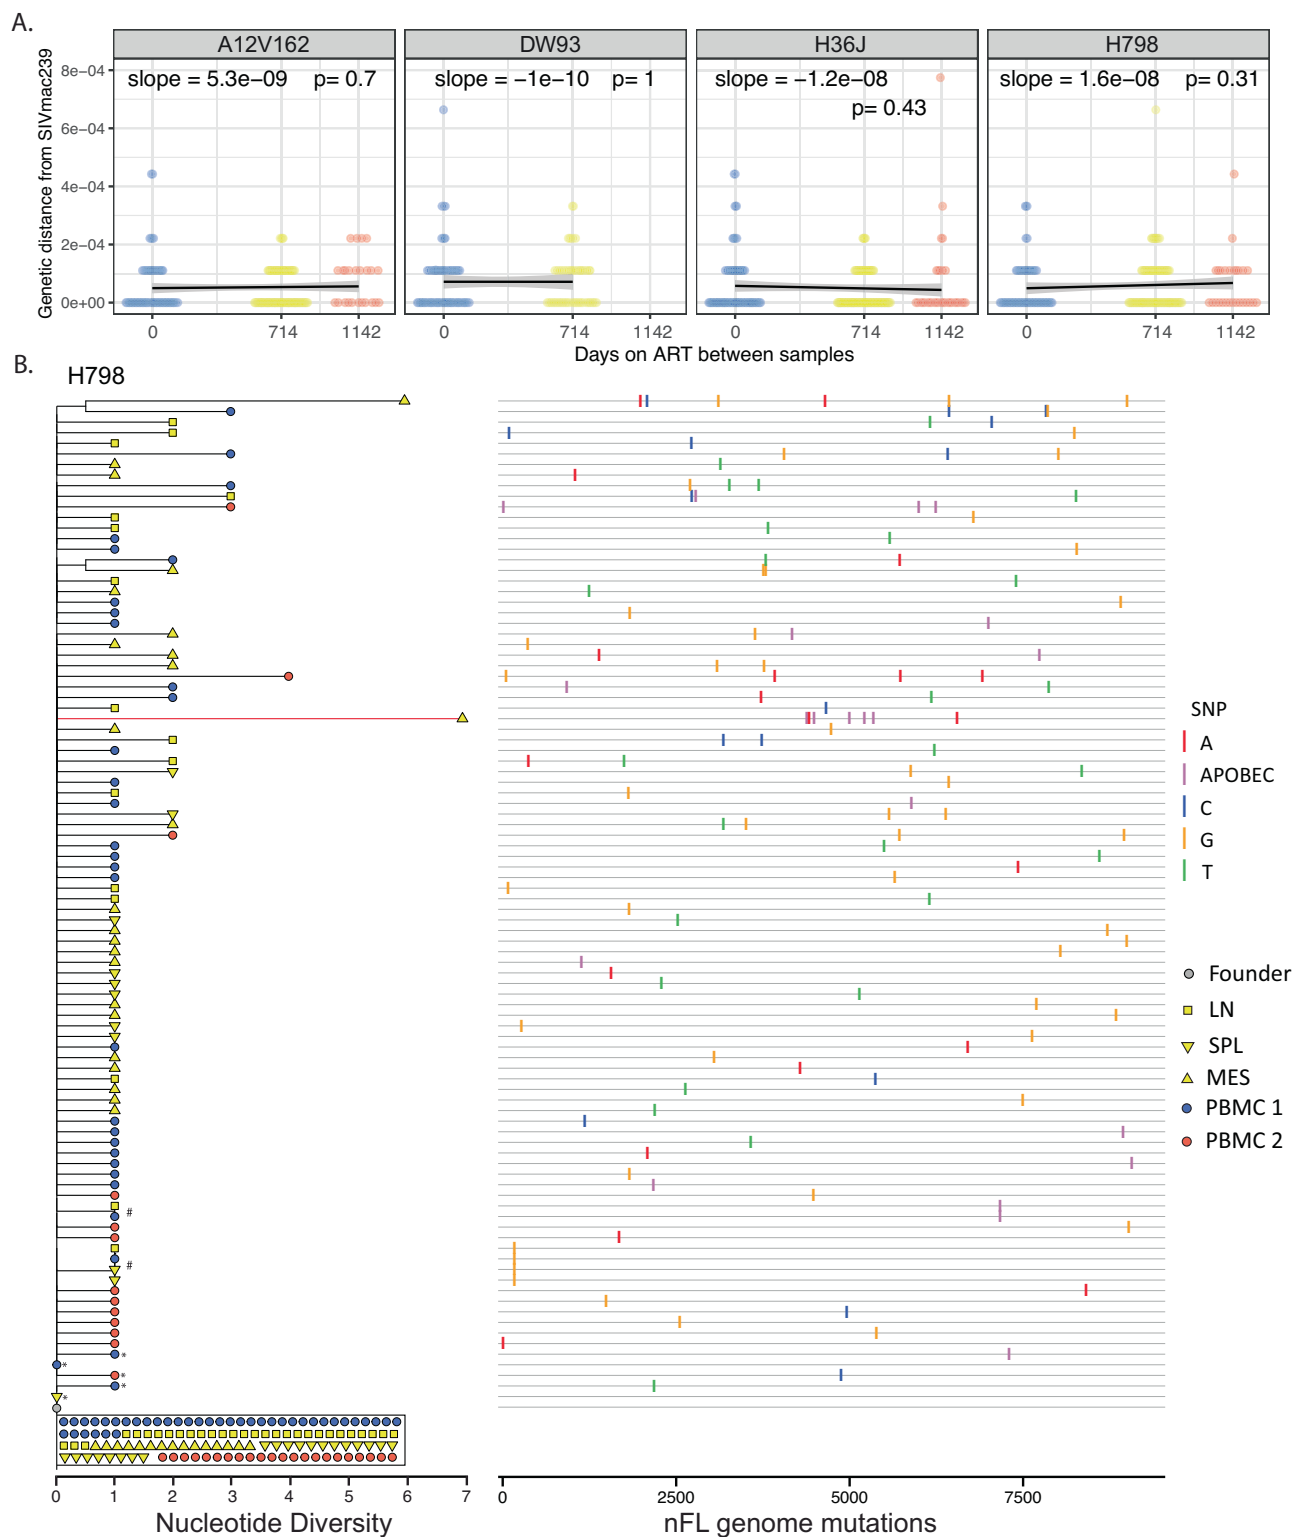 A.
A12V162 DW93 H36J H798
slope = 5.3e−09 p= 0.7 slope = −1e−10 p= 1 slope = −1.2e−08 p= 0.43 slope = 1.6e−08 p= 0.31
Genetic distance from SIVmac239
8e−04
6e−04
4e−04
2e−04
0e+00
0 714 1142 0 714 1142 0 714 1142 0 714 1142
Days on ART between samples
B.
H798
SNP
A
APOBEC
C
G
T
Founder
LN
SPL
MES
PBMC 1
PBMC 2
#
#
*
*
*
*
*
0 1 2 3 4 5 6 7 0 2500 5000 7500
Nucleotide Diversity nFL genome mutations